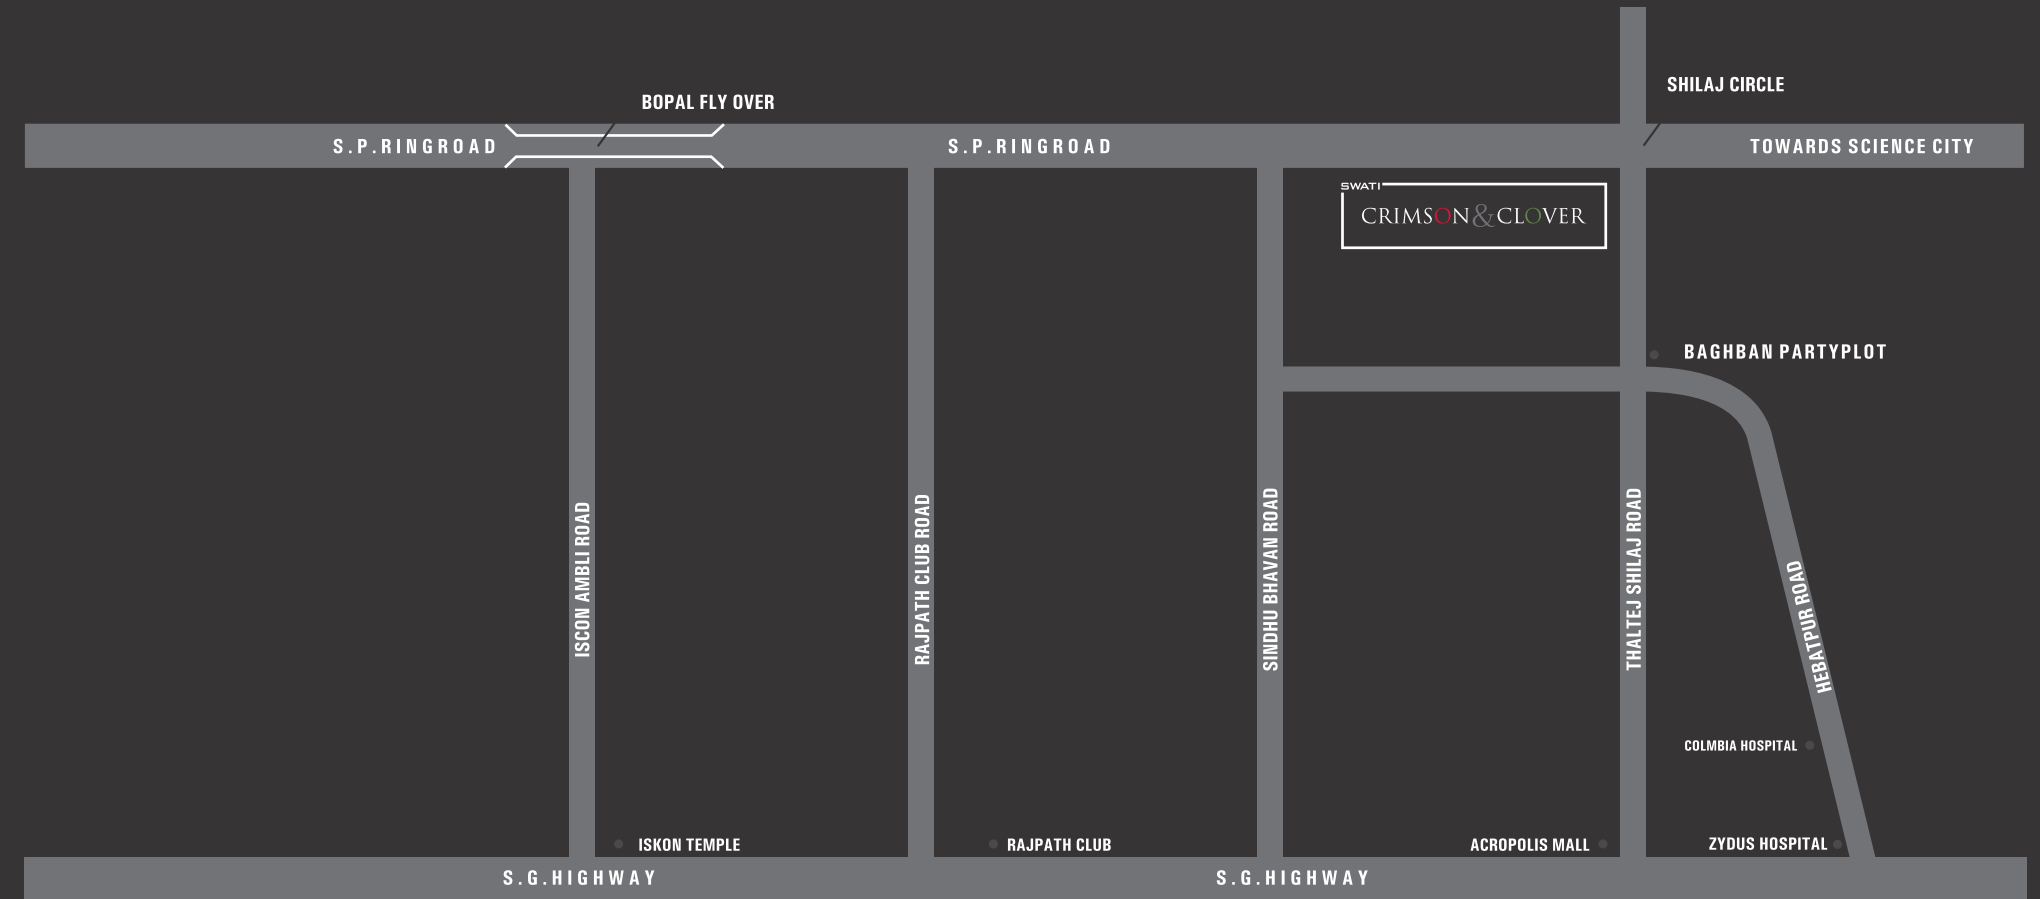 SHILAJ CIRCLE
BOPAL FLY OVER
S.P.RINGROAD
S.P.RINGROAD
TOWARDS SCIENCE CITY
SWATI
CRIMSON&CLOVER
BAGHBAN PARTYPLOT
ISCON AMBLI ROAD
RAJPATH CLUB ROAD
SINDHU BHAVAN ROAD
THALTEJ SHILAJ ROAD
HEBATPUR ROAD
COLMBIA HOSPITAL
ISKON TEMPLE
RAJPATH CLUB
ACROPOLIS MALL
ZYDUS HOSPITAL
S.G.HIGHWAY
S.G.HIGHWAY